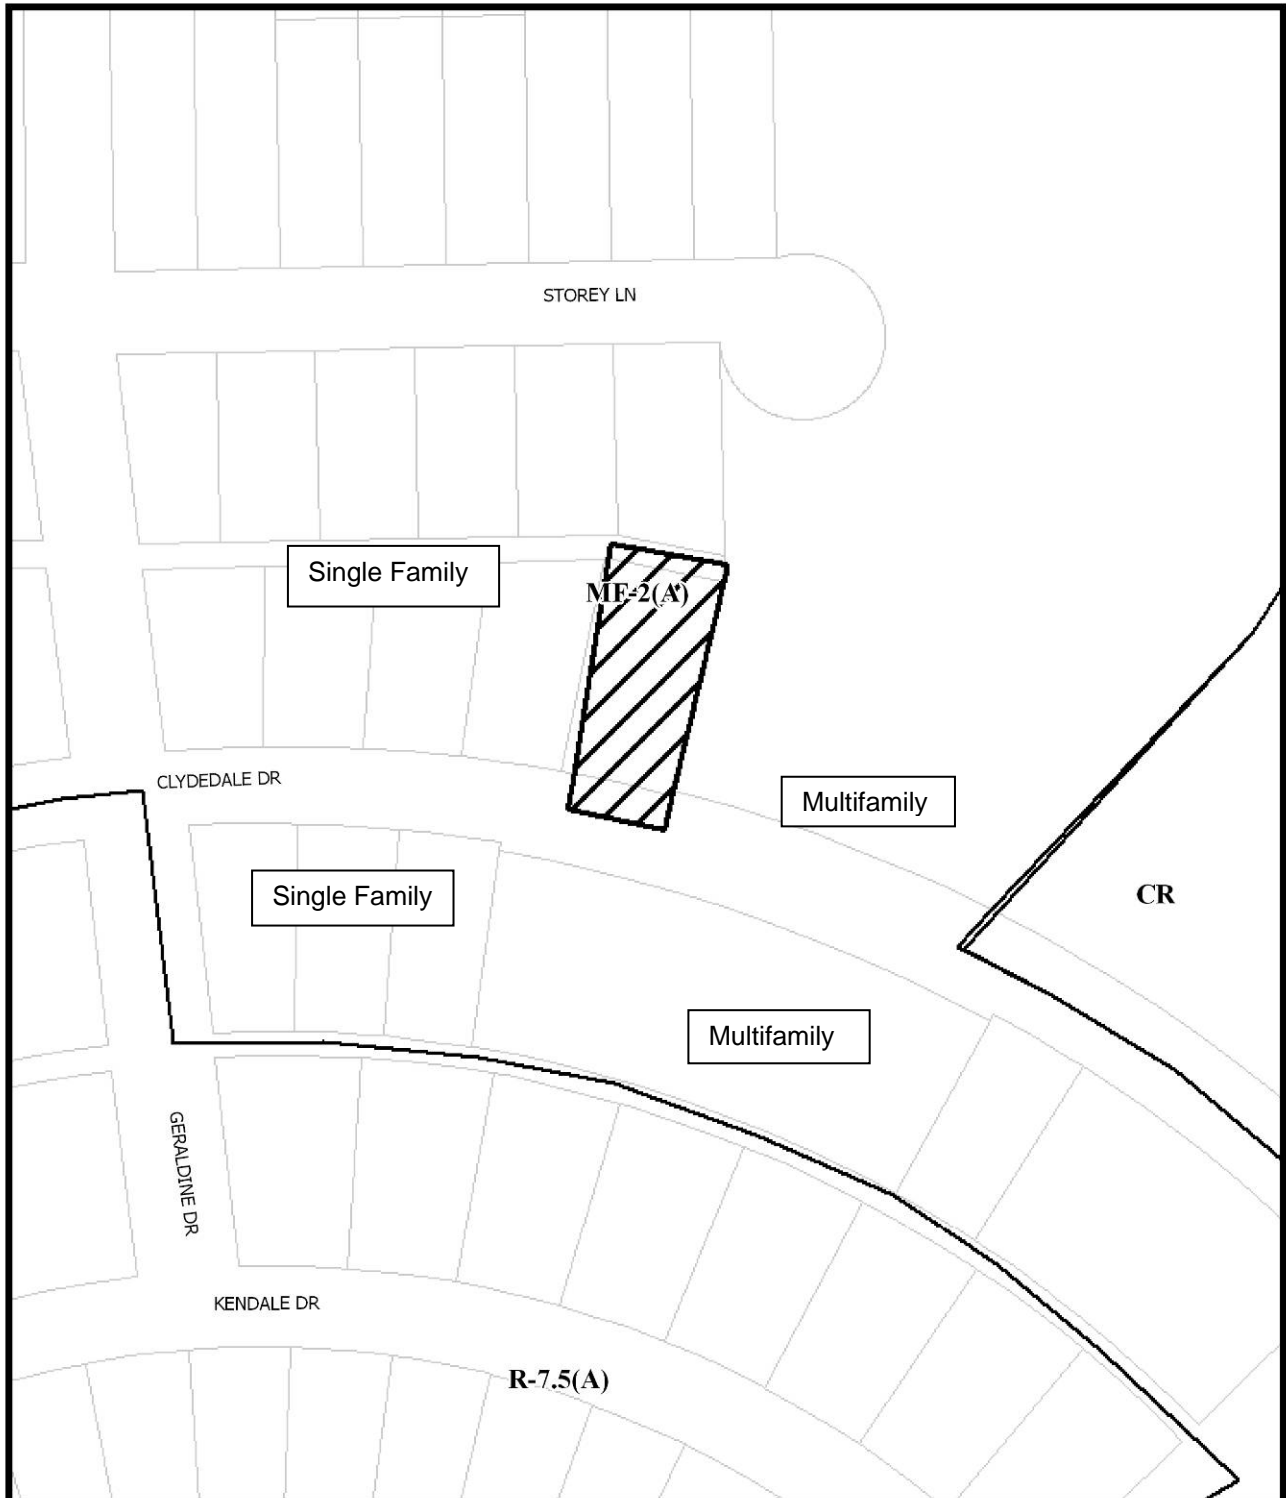 STOREY LN
Single Family
MF-2(A)
CLYDEDALE DR
Multifamily
Single Family
CR
Multifamily
GERALDINE DR
KENDALE DR
R-7.5(A)